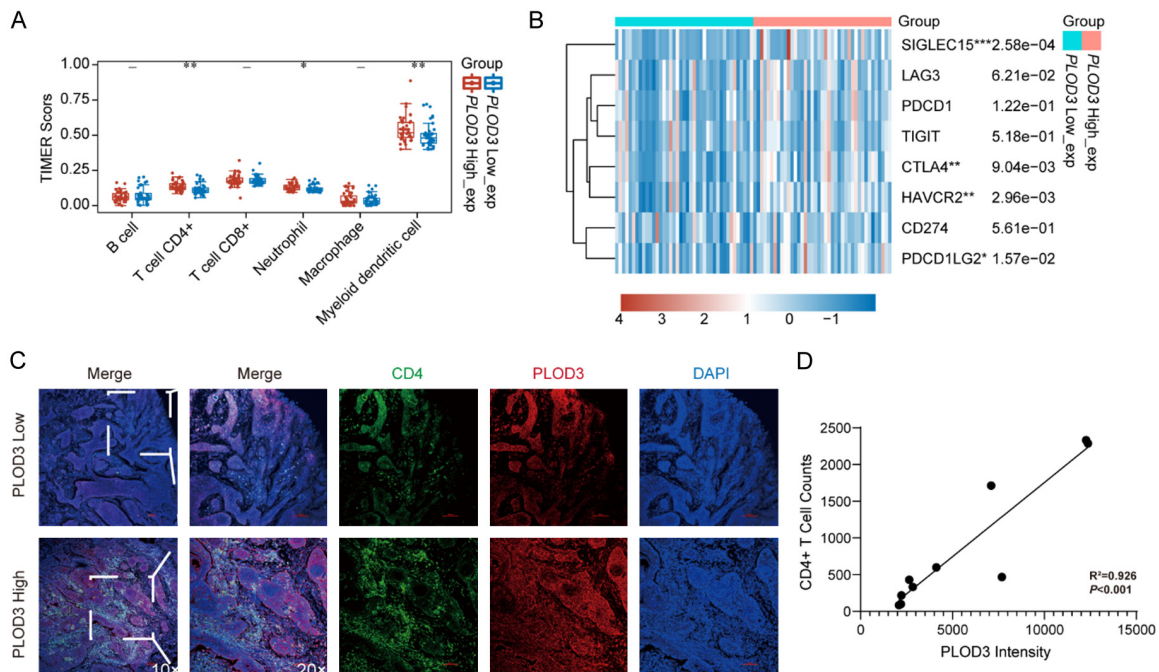 A
TIMER Scors
1.00
0.75
0.50
0.25
0.00
–
**
–
*
–
**
B cell
T cell CD4+
T cell CD8+
Neutrophil
Macrophage
Myeloid dendritic cell
Group
PLOD3 High_exp
PLOD3 Low_exp
B
Group
SIGLEC15***2.58e-04
LAG3 6.21e-02
PDCD1 1.22e-01
TIGIT 5.18e-01
CTLA4** 9.04e-03
HAVCR2** 2.96e-03
CD274 5.61e-01
PDCD1LG2* 1.57e-02
4 3 2 1 0 −1
Group
PLOD3 High_exp
PLOD3 Low_exp
C
Merge Merge CD4 PLOD3 DAPI
PLOD3 Low
PLOD3 High
10×
20×
D
CD4+ T Cell Counts
2500
2000
1500
1000
500
0
R²=0.926
P<0.001
0 5000 10000 15000
PLOD3 Intensity